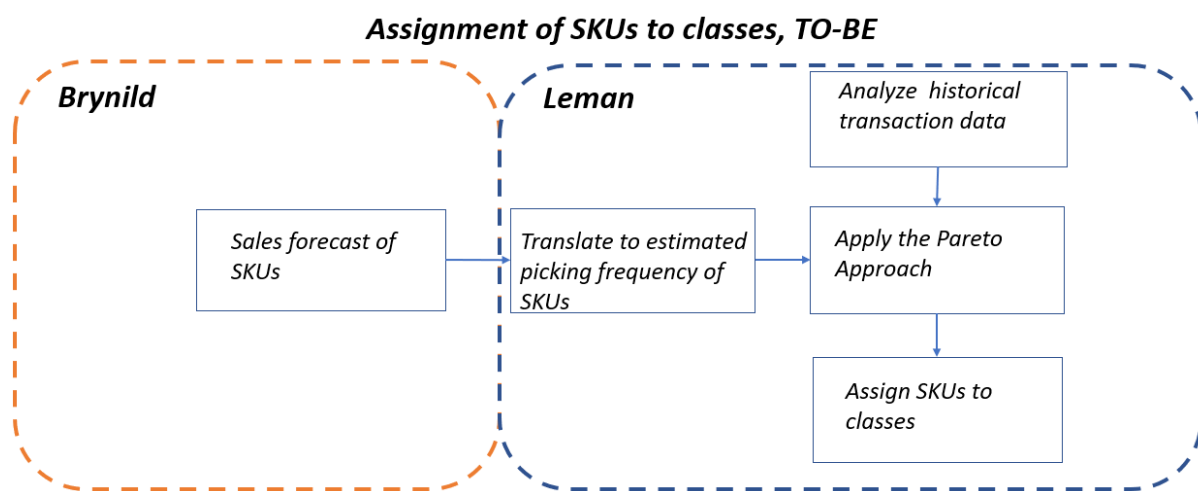 Assignment of SKUs to classes, TO-BE
Brynild
Leman
Analyze  historical
transaction data
Sales forecast of
SKUs
Translate to estimated
picking frequency of
SKUs
Apply the Pareto
Approach
Assign SKUs to
classes